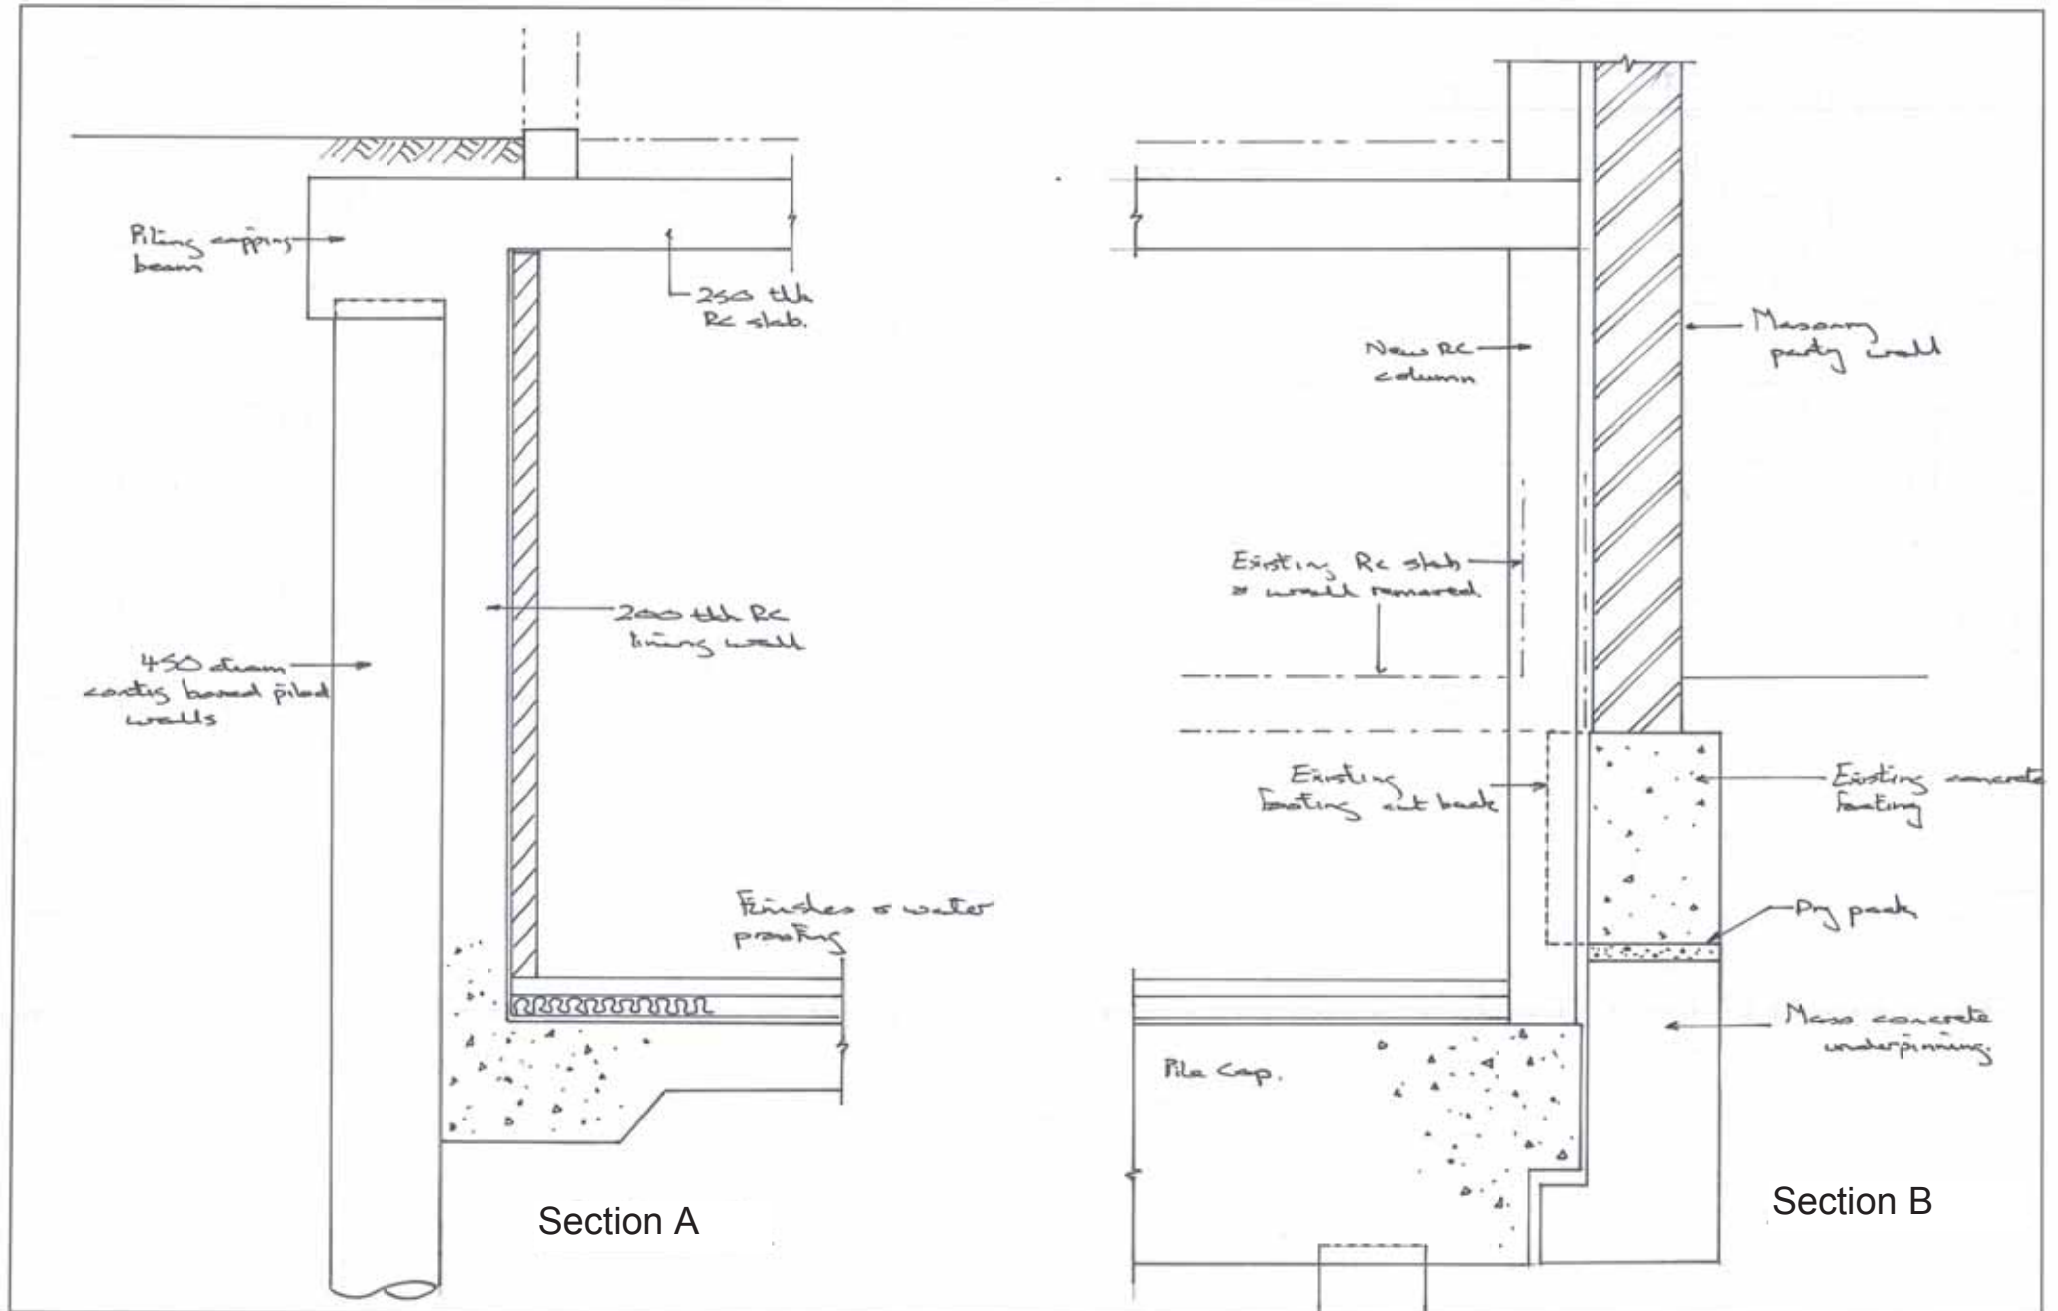 Piling capping
beam
250 thk
RC slab.
200 thk RC
lining wall
450 diam
contig bored piled
walls
Finishes & water
proofing
Section A
New RC
column
Masonry
party wall
Existing RC slab
& wall removed
Existing
footing cut back
Existing concrete
footing
Dry pack
Mass concrete
underpinning.
Pile Cap.
Section B